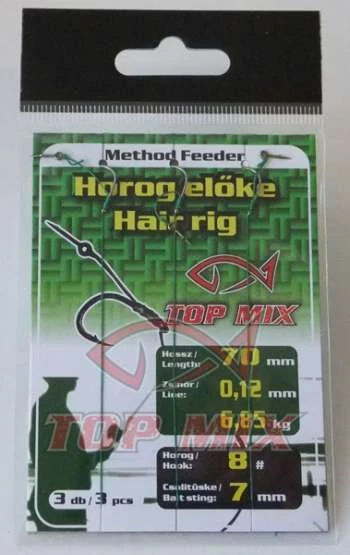 Method Feeder
Horog előke
Hair rig
TOP MIX
Hossz /
Length: 70 mm
Zsinór /
Line: 0,12 mm
6,85 kg
TOP MIX
Horog /
Hook: 8 #
Csalitüske /
Bait sting: 7 mm
3 db / 3 pcs